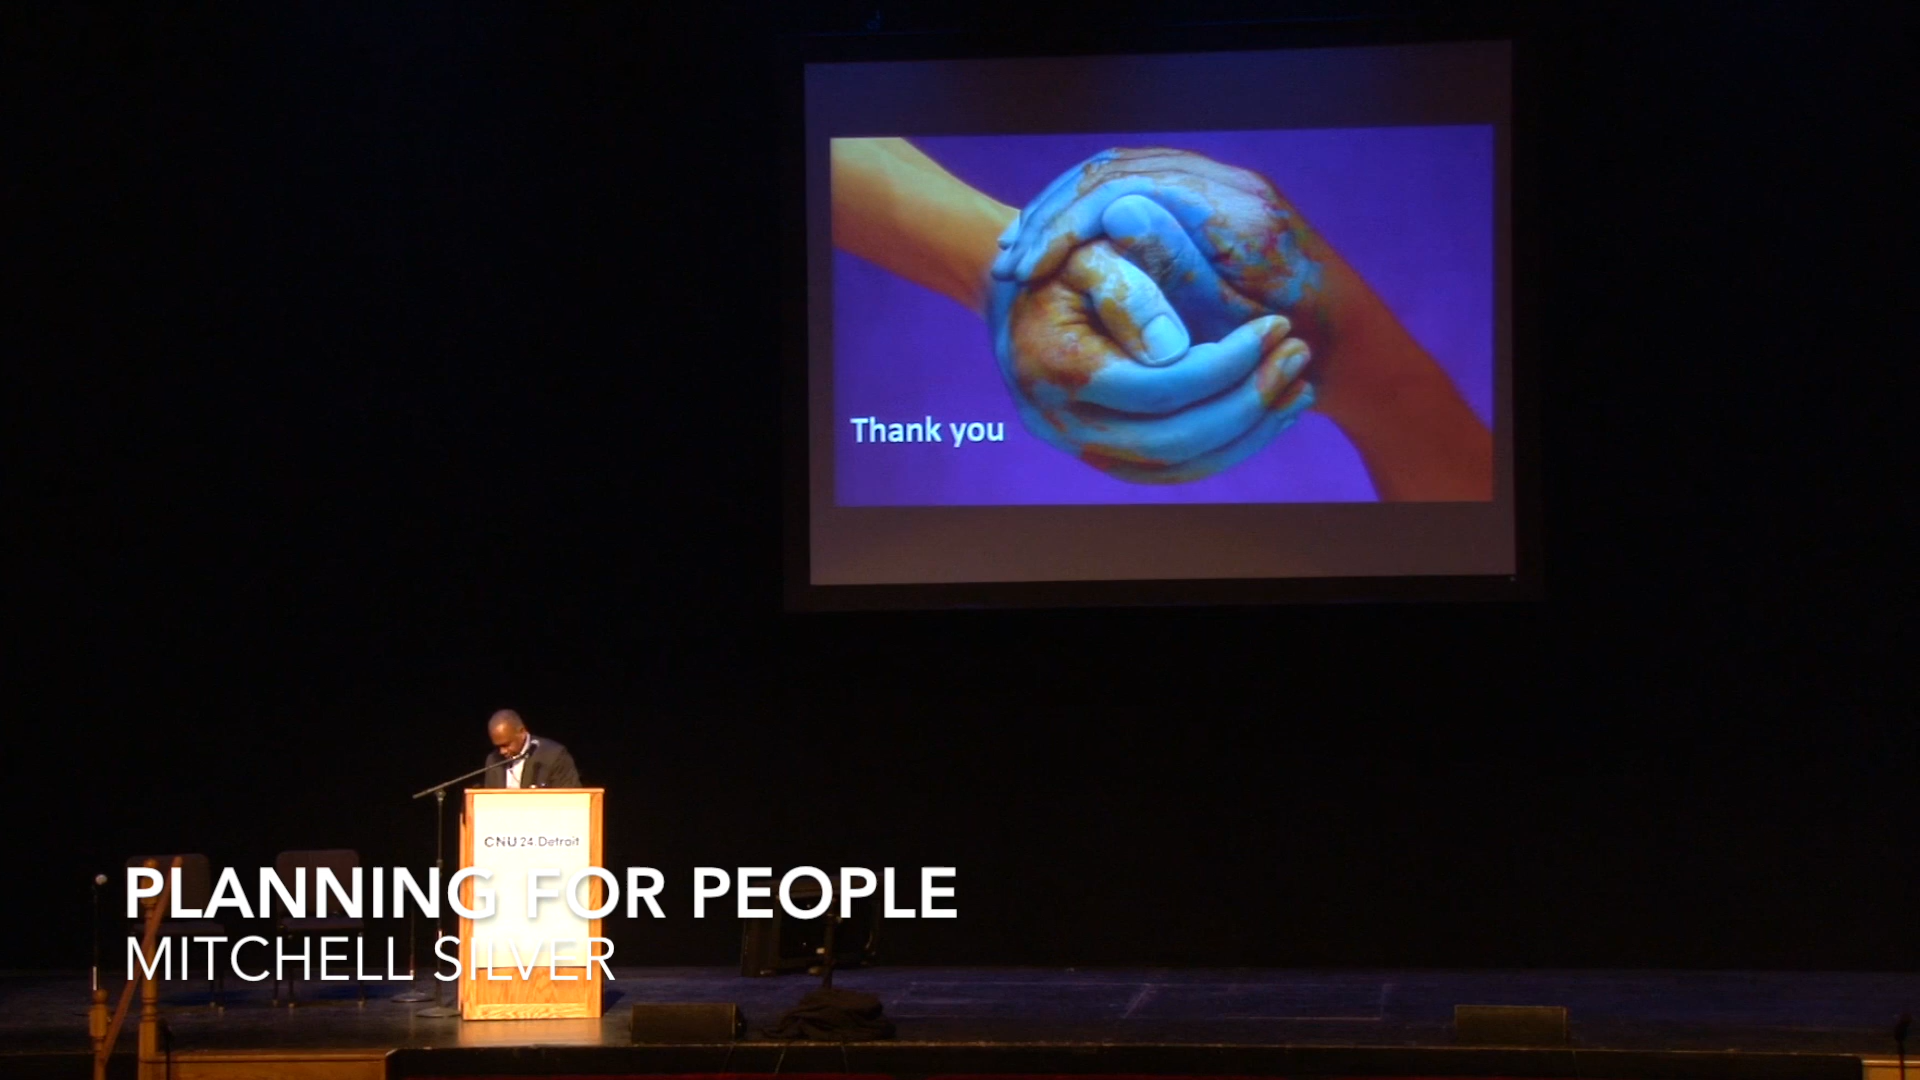 Thank you
CNU 24. Detroit
PLANNING FOR PEOPLE
MITCHELL SILVER